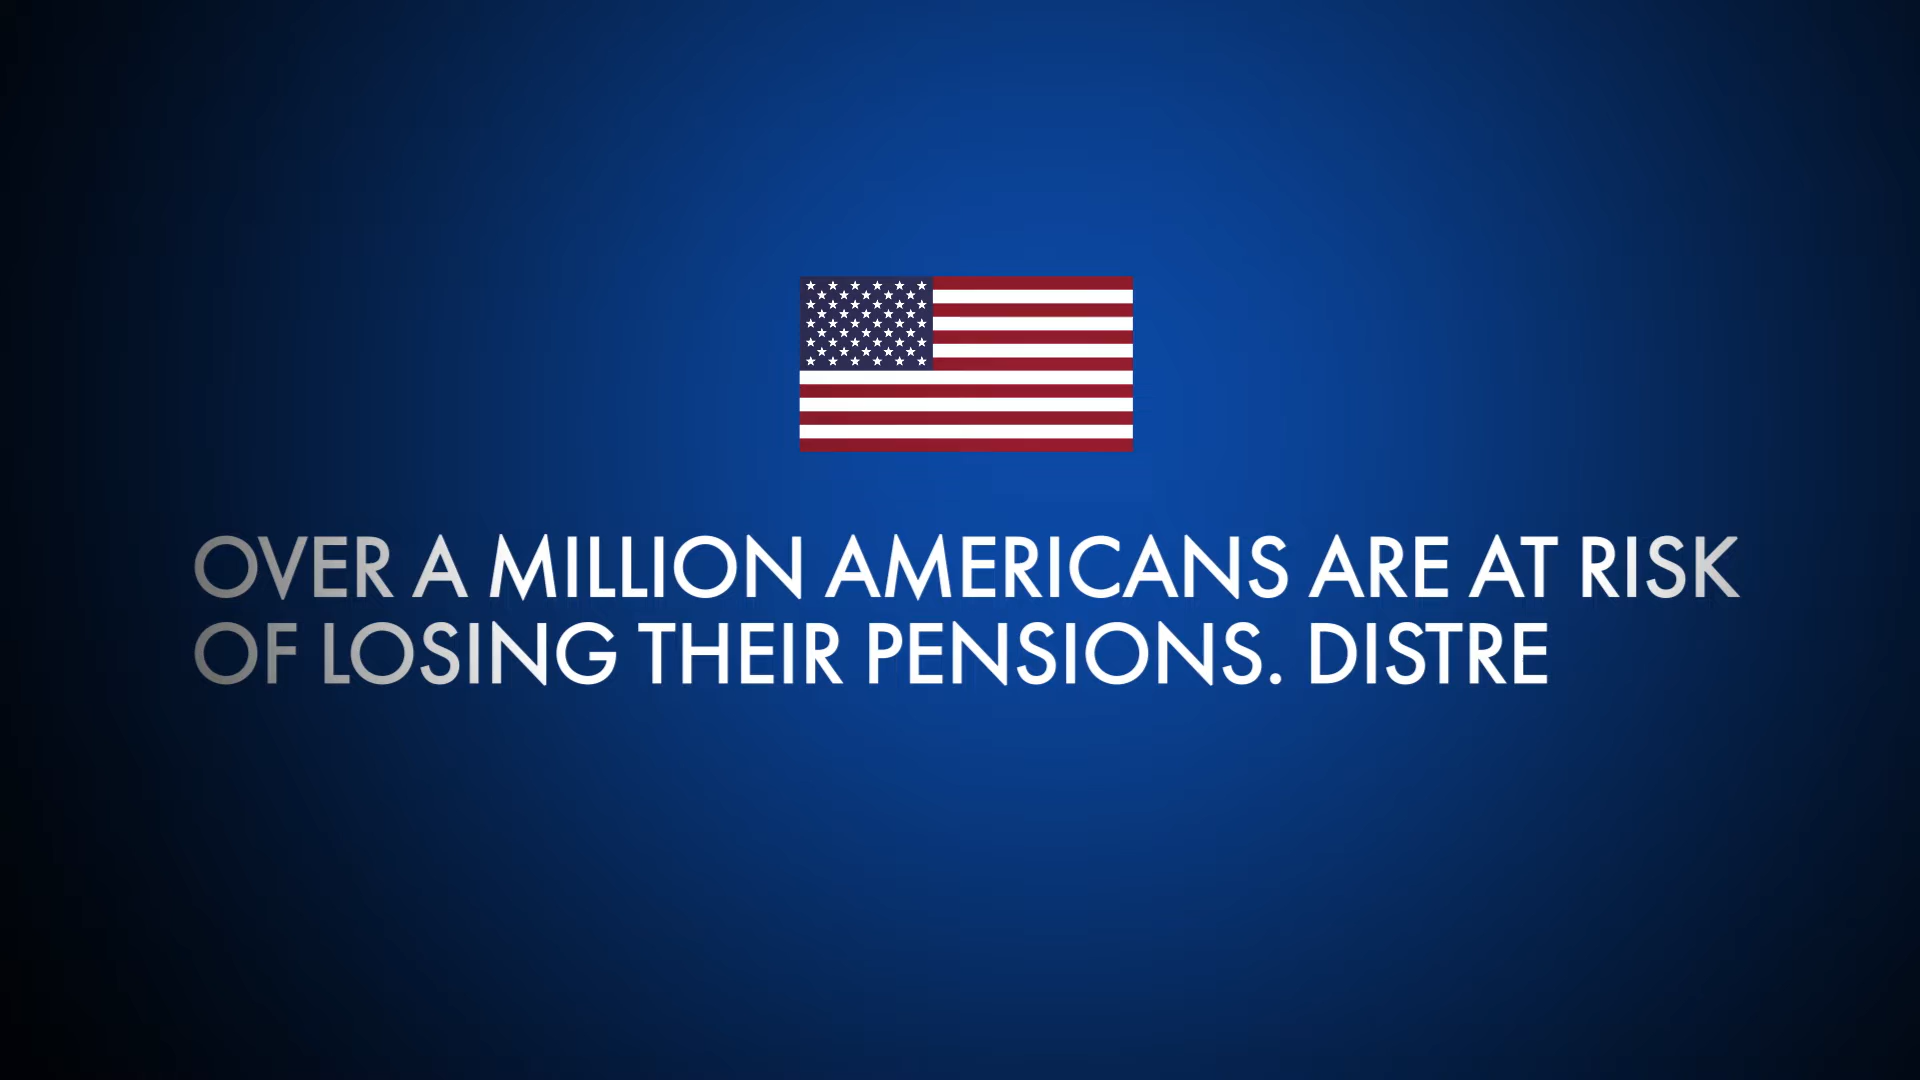 OVER A MILLION AMERICANS ARE AT RISK
OF LOSING THEIR PENSIONS. DISTRE